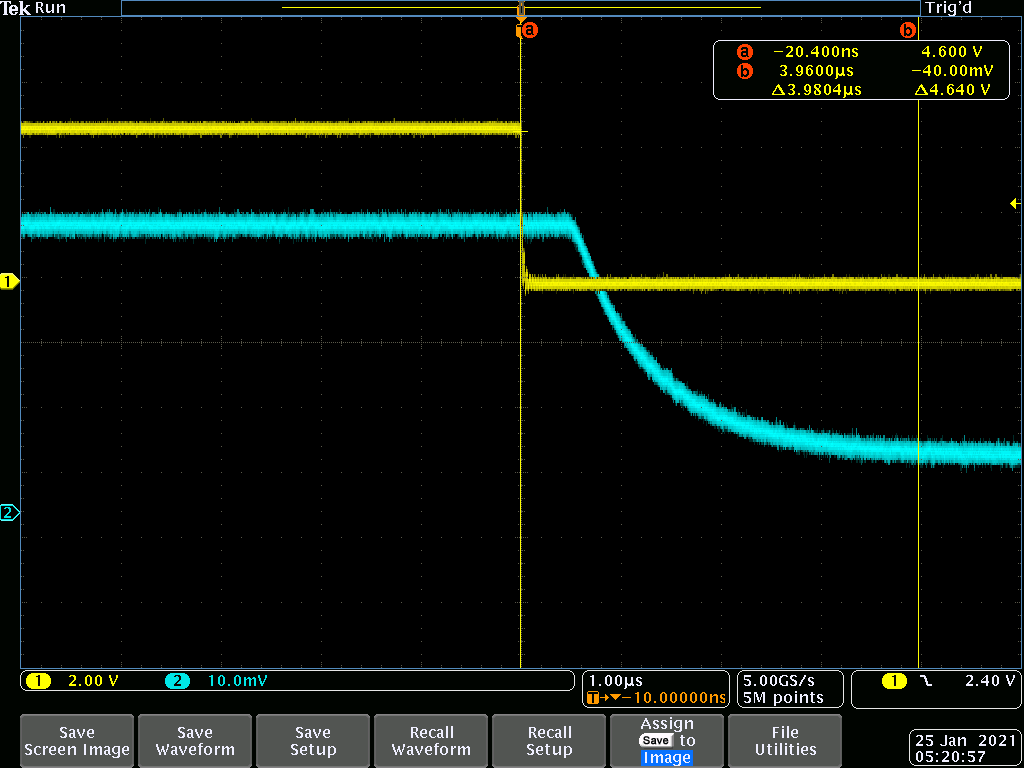 Tek Run Trig'd
T
a b
a −20.400ns 4.600 V
b 3.9600µs −40.00mV
Δ3.9804µs Δ4.640 V
1
2
1 2.00 V 2 10.0mV
1.00µs
T→▼−10.00000ns
5.00GS/s
5M points
1 2.40 V
Save
Screen Image
Save
Waveform
Save
Setup
Recall
Waveform
Recall
Setup
Assign
Save to
Image
File
Utilities
25 Jan 2021
05:20:57